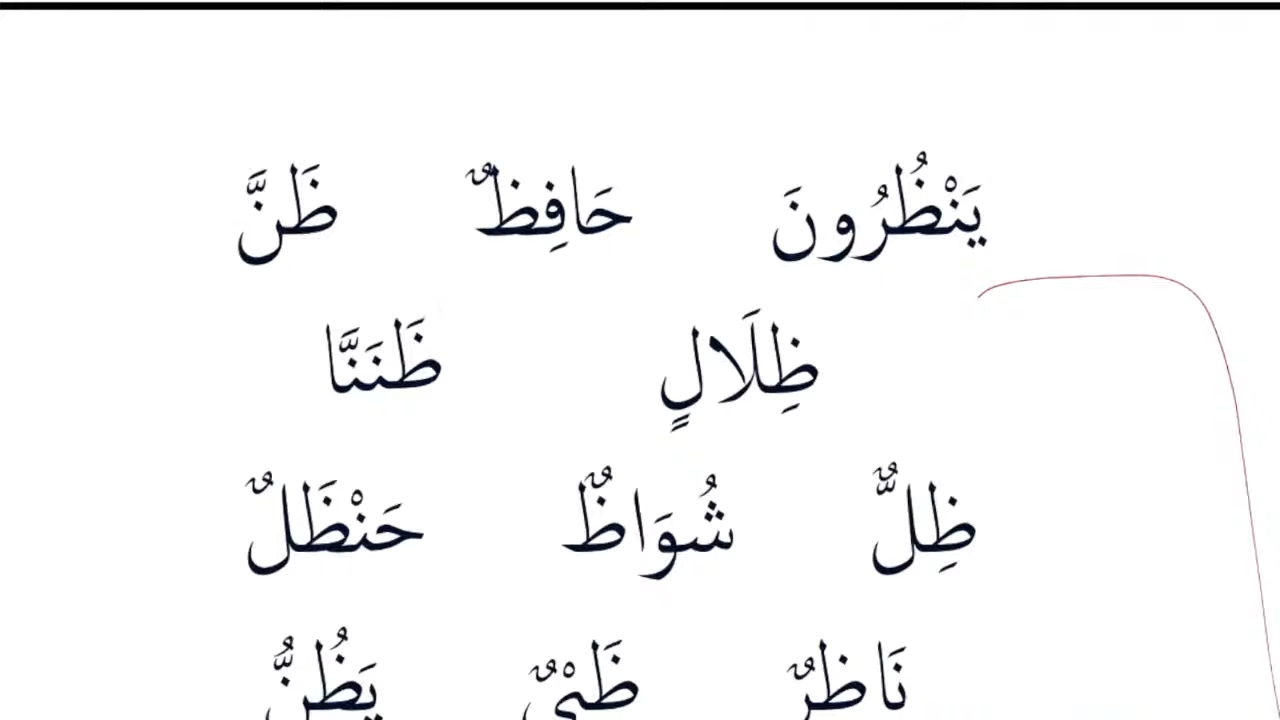 يَنْظُرُونَ حَافِظٌ ظَنَّ
ظِلَالٍ ظَنَنَّا
ظِلٌّ شُوَاظٌ حَنْظَلٌ
نَاظِرٌ ظَبْيٌ يَظُنُّ